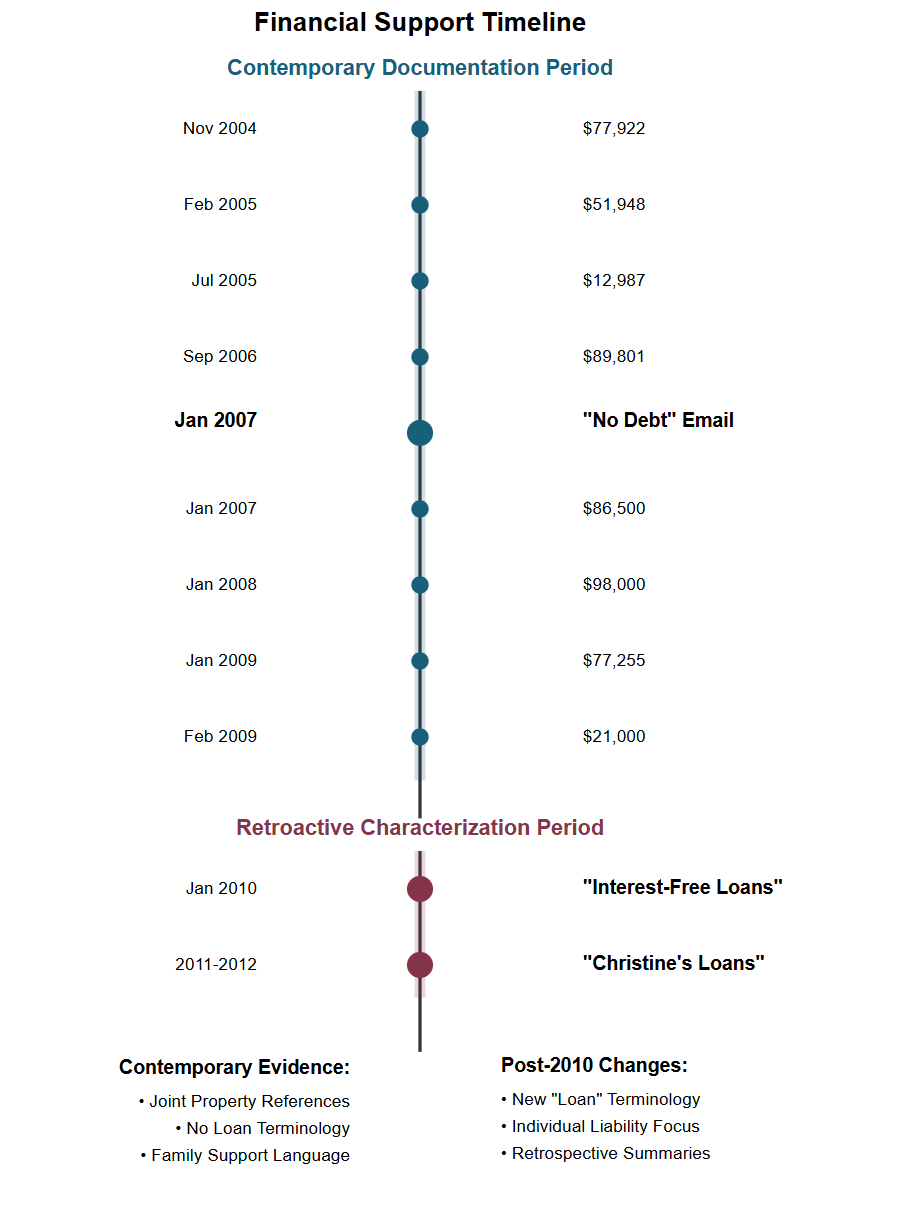 Financial Support Timeline
Contemporary Documentation Period
Nov 2004 $77,922
Feb 2005 $51,948
Jul 2005 $12,987
Sep 2006 $89,801
Jan 2007 "No Debt" Email
Jan 2007 $86,500
Jan 2008 $98,000
Jan 2009 $77,255
Feb 2009 $21,000
Retroactive Characterization Period
Jan 2010 "Interest-Free Loans"
2011-2012 "Christine's Loans"
Contemporary Evidence:
• Joint Property References
• No Loan Terminology
• Family Support Language
Post-2010 Changes:
• New "Loan" Terminology
• Individual Liability Focus
• Retrospective Summaries